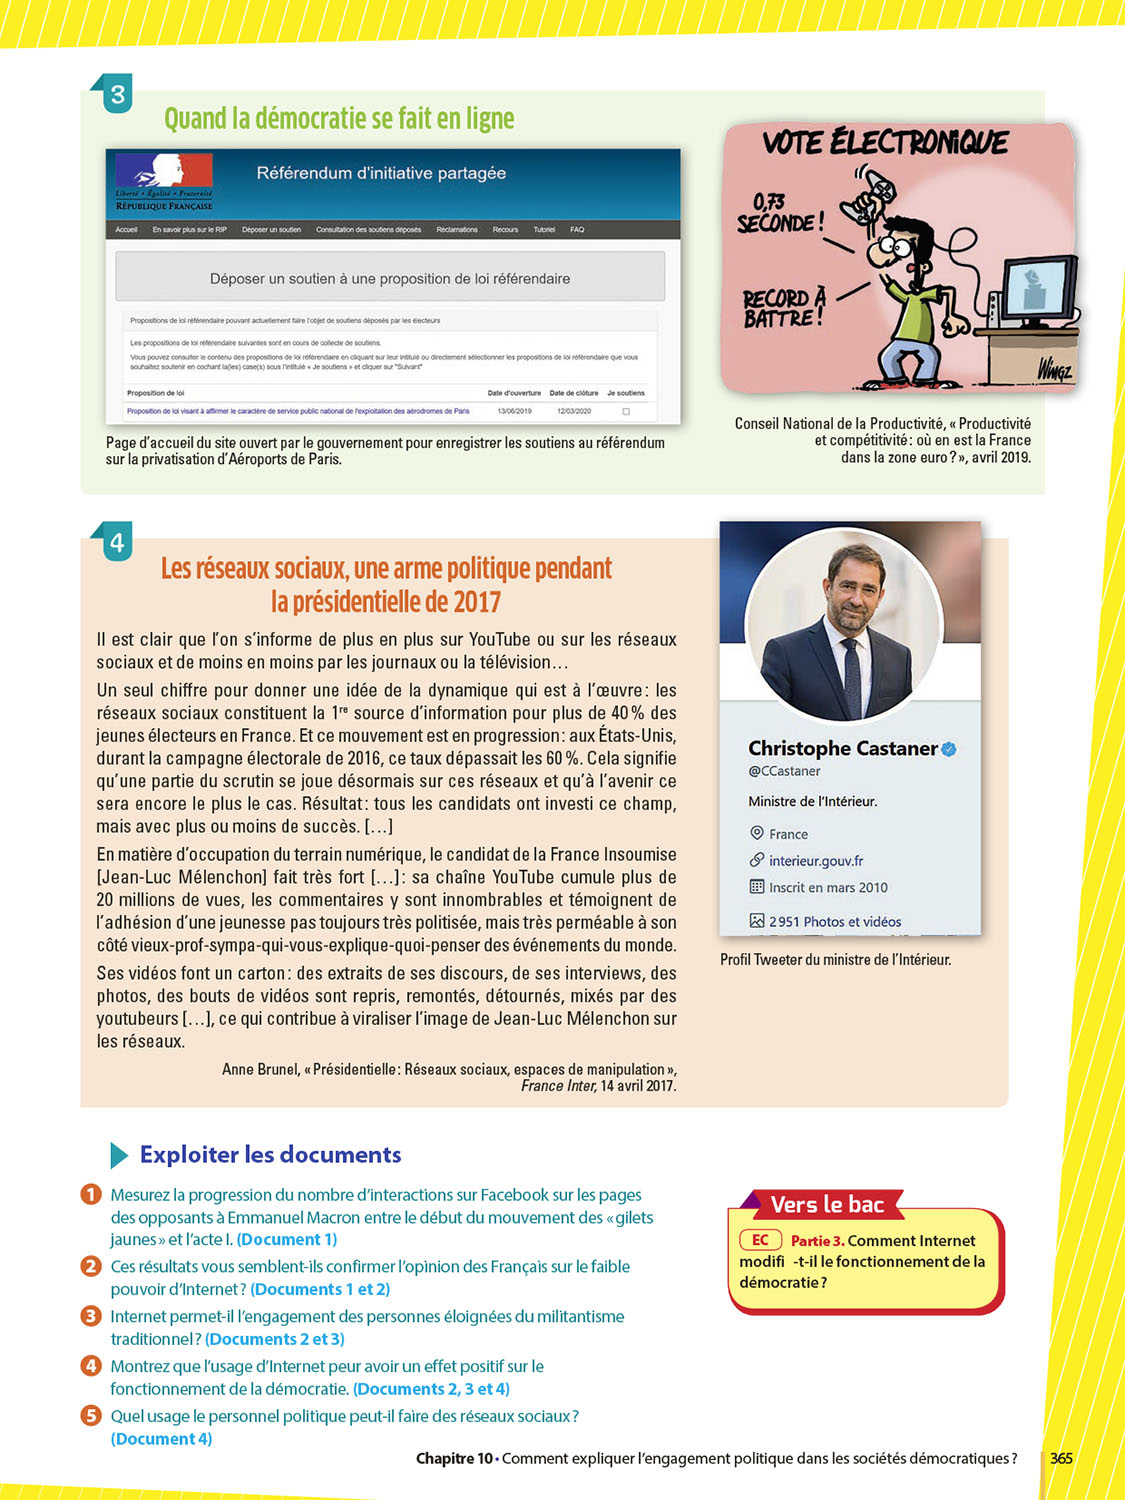 3
Quand la démocratie se fait en ligne
Liberté • Égalité • Fraternité
RÉPUBLIQUE FRANÇAISE
Référendum d'initiative partagée
Accueil En savoir plus sur le RIP Déposer un soutien Consultation des soutiens déposés Réclamations Recours Tutoriel FAQ
Déposer un soutien à une proposition de loi référendaire
Propositions de loi référendaire pouvant actuellement faire l'objet de soutiens déposés par les électeurs
Les propositions de loi référendaire suivantes sont en cours de collecte de soutiens.
Vous pouvez consulter le contenu des propositions de loi référendaire en cliquant sur leur intitulé ou directement sélectionner les propositions de loi référendaire que vous
souhaitez soutenir en cochant la(les) case(s) sous l'intitulé « Je soutiens » et cliquer sur "Suivant"
Proposition de loi Date d'ouverture Date de clôture Je soutiens
Proposition de loi visant à affirmer le caractère de service public national de l'exploitation des aérodromes de Paris 13/06/2019 12/03/2020
Page d'accueil du site ouvert par le gouvernement pour enregistrer les soutiens au référendum
sur la privatisation d'Aéroports de Paris.
VOTE ÉLECTRONIQUE
0,73
SECONDE !
RECORD À
BATTRE !
Wingz
Conseil National de la Productivité, « Productivité
et compétitivité : où en est la France
dans la zone euro ? », avril 2019.
4
Les réseaux sociaux, une arme politique pendant
la présidentielle de 2017
Il est clair que l'on s'informe de plus en plus sur YouTube ou sur les réseaux
sociaux et de moins en moins par les journaux ou la télévision…
Un seul chiffre pour donner une idée de la dynamique qui est à l'œuvre : les
réseaux sociaux constituent la 1re source d'information pour plus de 40 % des
jeunes électeurs en France. Et ce mouvement est en progression : aux États-Unis,
durant la campagne électorale de 2016, ce taux dépassait les 60 %. Cela signifie
qu'une partie du scrutin se joue désormais sur ces réseaux et qu'à l'avenir ce
sera encore le plus le cas. Résultat : tous les candidats ont investi ce champ,
mais avec plus ou moins de succès. […]
En matière d'occupation du terrain numérique, le candidat de la France Insoumise
[Jean-Luc Mélenchon] fait très fort […] : sa chaîne YouTube cumule plus de
20 millions de vues, les commentaires y sont innombrables et témoignent de
l'adhésion d'une jeunesse pas toujours très politisée, mais très perméable à son
côté vieux-prof-sympa-qui-vous-explique-quoi-penser des événements du monde.
Ses vidéos font un carton : des extraits de ses discours, de ses interviews, des
photos, des bouts de vidéos sont repris, remontés, détournés, mixés par des
youtubeurs […], ce qui contribue à viraliser l'image de Jean-Luc Mélenchon sur
les réseaux.
Anne Brunel, « Présidentielle : Réseaux sociaux, espaces de manipulation »,
France Inter, 14 avril 2017.
Christophe Castaner
@CCastaner
Ministre de l'Intérieur.
France
interieur.gouv.fr
Inscrit en mars 2010
2 951 Photos et vidéos
Profil Tweeter du ministre de l'Intérieur.
Exploiter les documents
1 Mesurez la progression du nombre d'interactions sur Facebook sur les pages
des opposants à Emmanuel Macron entre le début du mouvement des « gilets
jaunes » et l'acte I. (Document 1)
2 Ces résultats vous semblent-ils confirmer l'opinion des Français sur le faible
pouvoir d'Internet ? (Documents 1 et 2)
3 Internet permet-il l'engagement des personnes éloignées du militantisme
traditionnel ? (Documents 2 et 3)
4 Montrez que l'usage d'Internet peur avoir un effet positif sur le
fonctionnement de la démocratie. (Documents 2, 3 et 4)
5 Quel usage le personnel politique peut-il faire des réseaux sociaux ?
(Document 4)
Vers le bac
EC Partie 3. Comment Internet
modifi -t-il le fonctionnement de la
démocratie ?
Chapitre 10 • Comment expliquer l'engagement politique dans les sociétés démocratiques ? 365